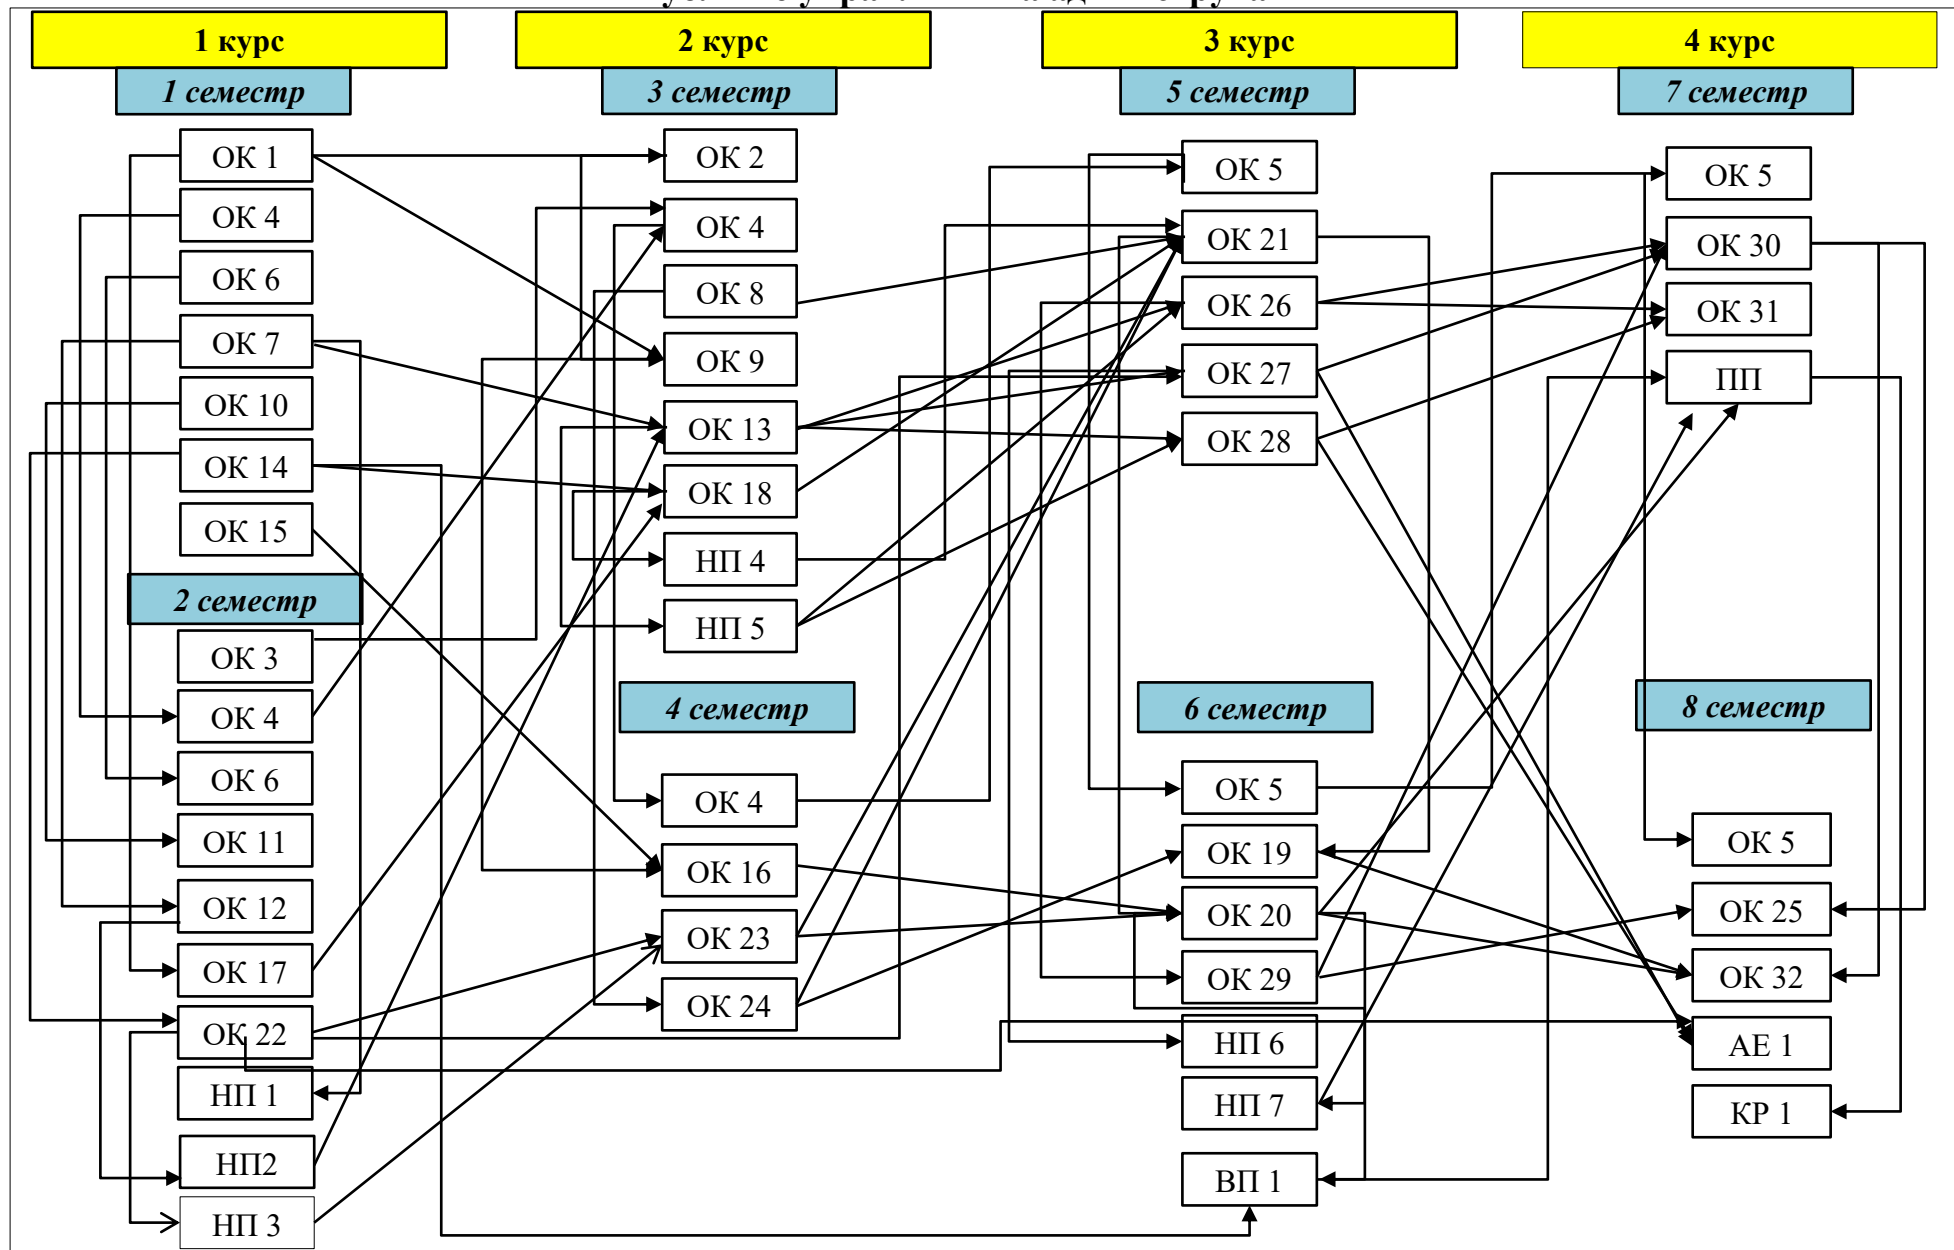 1 курс
1 семестр
ОК 1
ОК 4
ОК 6
ОК 7
ОК 10
ОК 14
ОК 15
2 семестр
ОК 3
ОК 4
ОК 6
ОК 11
ОК 12
ОК 17
ОК 22
НП 1
НП2
НП 3
2 курс
3 семестр
ОК 2
ОК 4
ОК 8
ОК 9
ОК 13
ОК 18
НП 4
НП 5
4 семестр
ОК 4
ОК 16
ОК 23
ОК 24
3 курс
5 семестр
ОК 5
ОК 21
ОК 26
ОК 27
ОК 28
6 семестр
ОК 5
ОК 19
ОК 20
ОК 29
НП 6
НП 7
ВП 1
4 курс
7 семестр
ОК 5
ОК 30
ОК 31
ПП
8 семестр
ОК 5
ОК 25
ОК 32
АЕ 1
КР 1